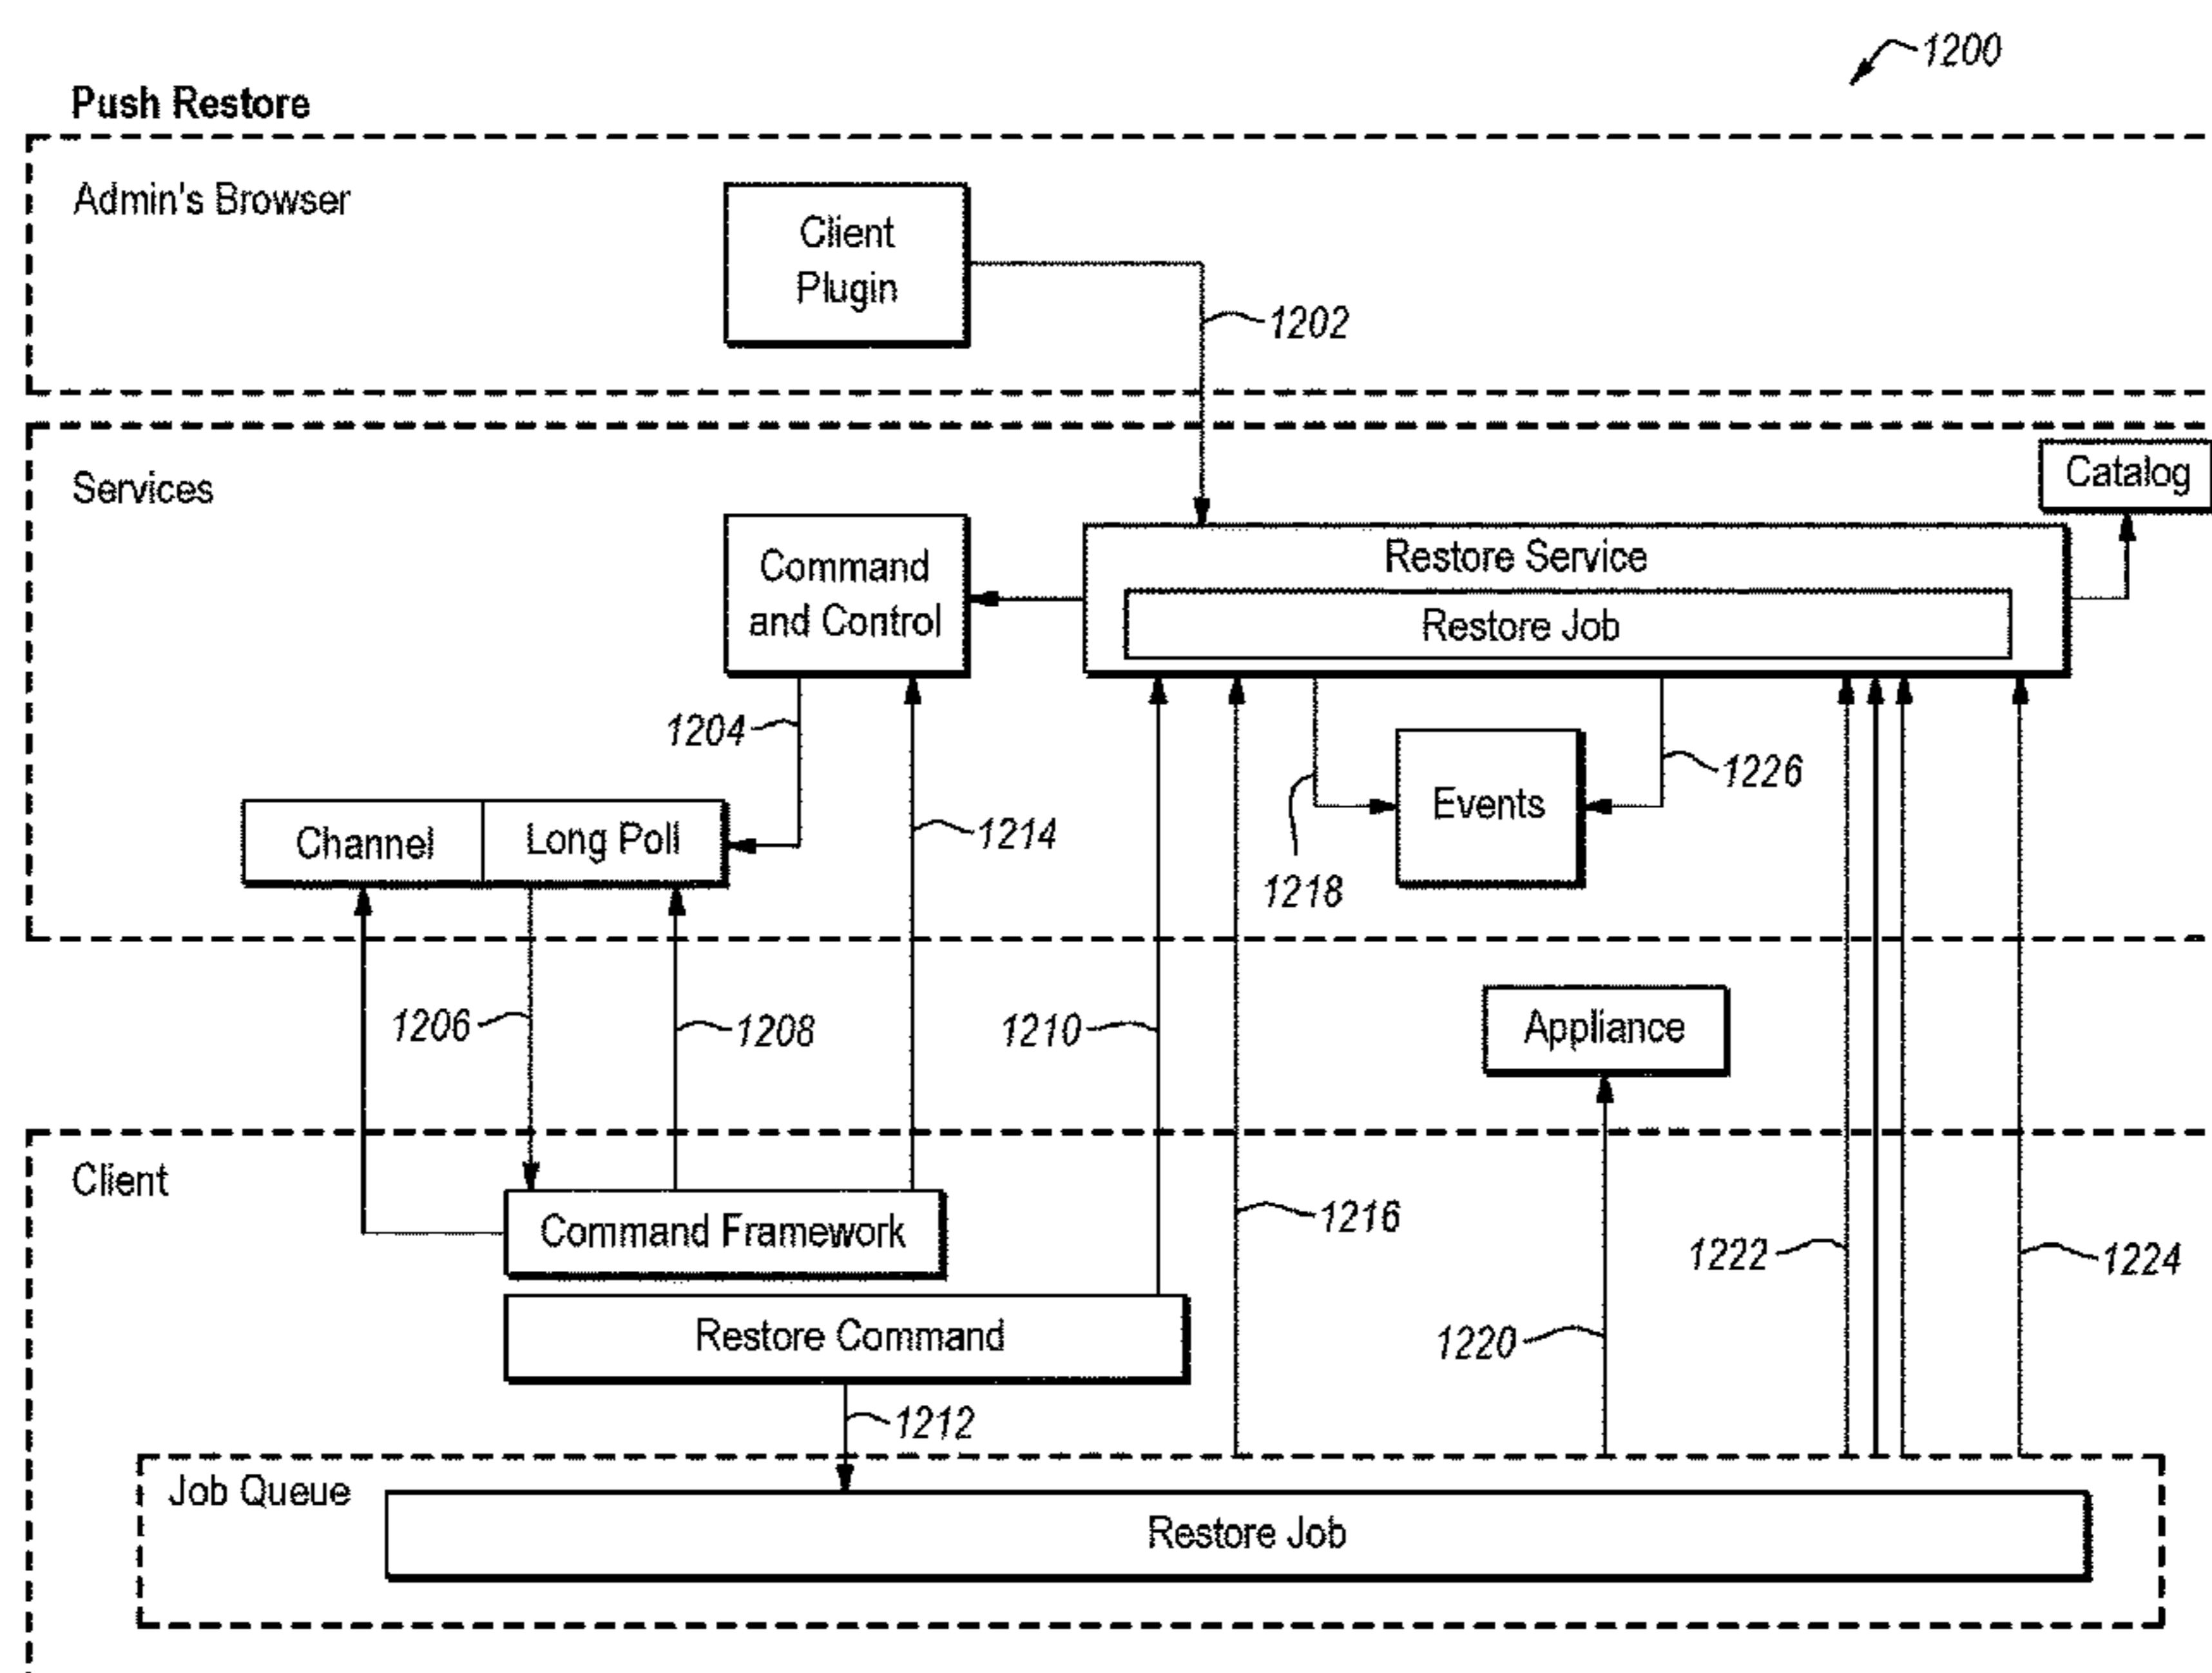 1200
Push Restore
Admin's Browser
Client
Plugin
1202
Services
Catalog
Command
and Control
Restore Service
Restore Job
1204
1226
Events
Channel
Long Poll
1214
1218
1206
1208
1210
Appliance
Client
Command Framework
1216
1222
1224
Restore Command
1220
1212
Job Queue
Restore Job